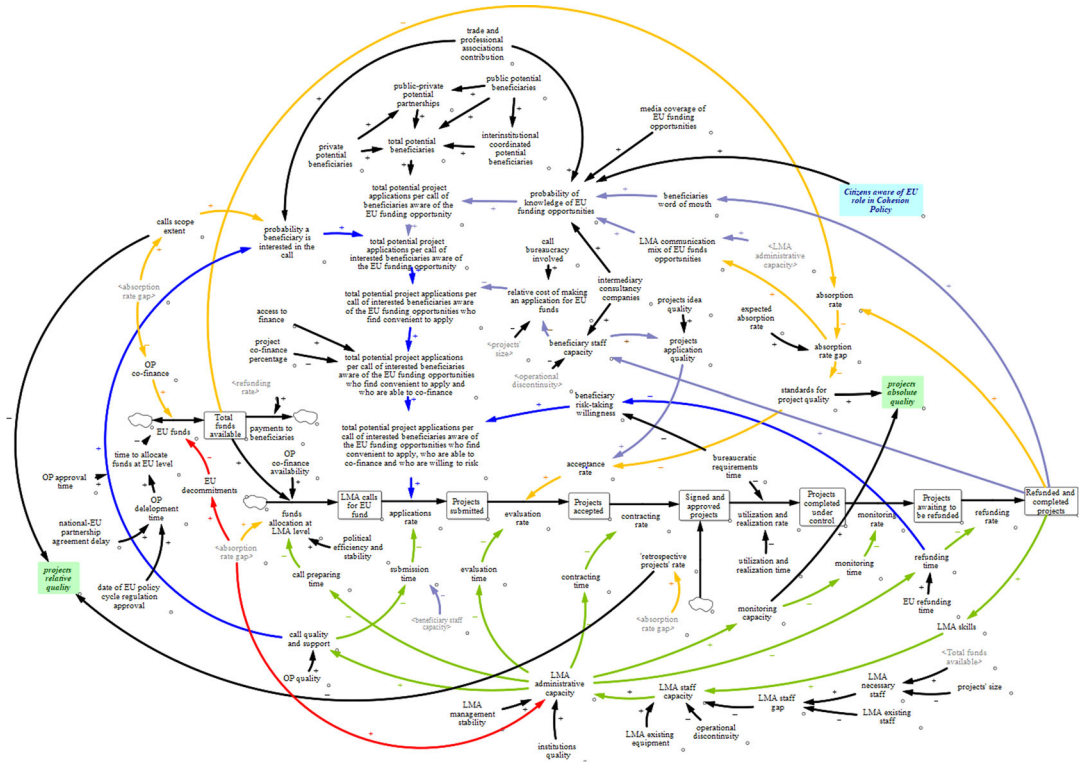 trade and
professional
associations
contribution
public-private
potential
partnerships
public potential
beneficiaries
media coverage of
EU funding
opportunities
private
potential
beneficiaries
total potential
beneficiaries
interinstitutional
coordinated
potential
beneficiaries
Citizens aware of EU
role in Cohesion
Policy
calls scope
extent
probability a
beneficiary is
interested in the
call
total potential project
applications per call of
beneficiaries aware of
the EU funding opportunity
probability of
knowledge of EU
funding opportunities
beneficiaries
word of mouth
total potential project
applications per call of
interested beneficiaries aware
of the EU funding opportunity
call
bureaucracy
involved
LMA communication
mix of EU funds
opportunities
<LMA
administrative
capacity>
<absorption
rate gap>
total potential project applications per
call of interested beneficiaries aware
of the EU funding opportunities who
find convenient to apply
relative cost of making
an application for EU
funds
intermediary
consultancy
companies
projects idea
quality
absorption
rate
access to
finance
expected
absorption
rate
project
co-finance
percentage
<projects'
size>
beneficiary staff
capacity
projects
application
quality
absorption
rate gap
OP
co-finance
<refunding
rate>
total potential project applications
per call of interested beneficiaries
aware of the EU funding opportunities
who find convenient to apply and
who are able to co-finance
<operational
discontinuity>
standards for
project quality
projects
absolute
quality
EU funds
Total
funds
available
payments to
beneficiaries
beneficiary
risk-taking
willingness
time to allocate
funds at EU level
total potential project applications per
call of interested beneficiaries aware of
the EU funding opportunities who find
convenient to apply, who are able to
co-finance and who are willing to risk
OP approval
time
EU
decommitments
OP
co-finance
availability
acceptance
rate
bureaucratic
requirements
time
OP
delelopment
time
LMA calls
for EU
fund
Projects
submitted
Projects
accepted
Signed and
approved
projects
Projects
completed
under
control
Projects
awaiting to
be refunded
Refunded and
completed
projects
national-EU
partnership
agreement delay
funds
allocation at
LMA level
applications
rate
evaluation
rate
contracting
rate
utilization and
realization rate
monitoring
rate
refunding
rate
<absorption
rate gap>
political
efficiency and
stability
projects
relative
quality
date of EU policy
cycle regulation
approval
call preparing
time
submission
time
evaluation
time
contracting
time
'retrospective
projects' rate
utilization and
realization time
monitoring
time
refunding
time
<beneficiary staff
capacity>
<absorption
rate gap>
monitoring
capacity
EU refunding
time
call quality
and support
OP quality
LMA skills
<Total funds
available>
LMA
administrative
capacity
LMA staff
capacity
LMA staff
gap
LMA
necessary
staff
projects' size
LMA
management
stability
institutions
quality
LMA existing
equipment
operational
discontinuity
LMA existing
staff